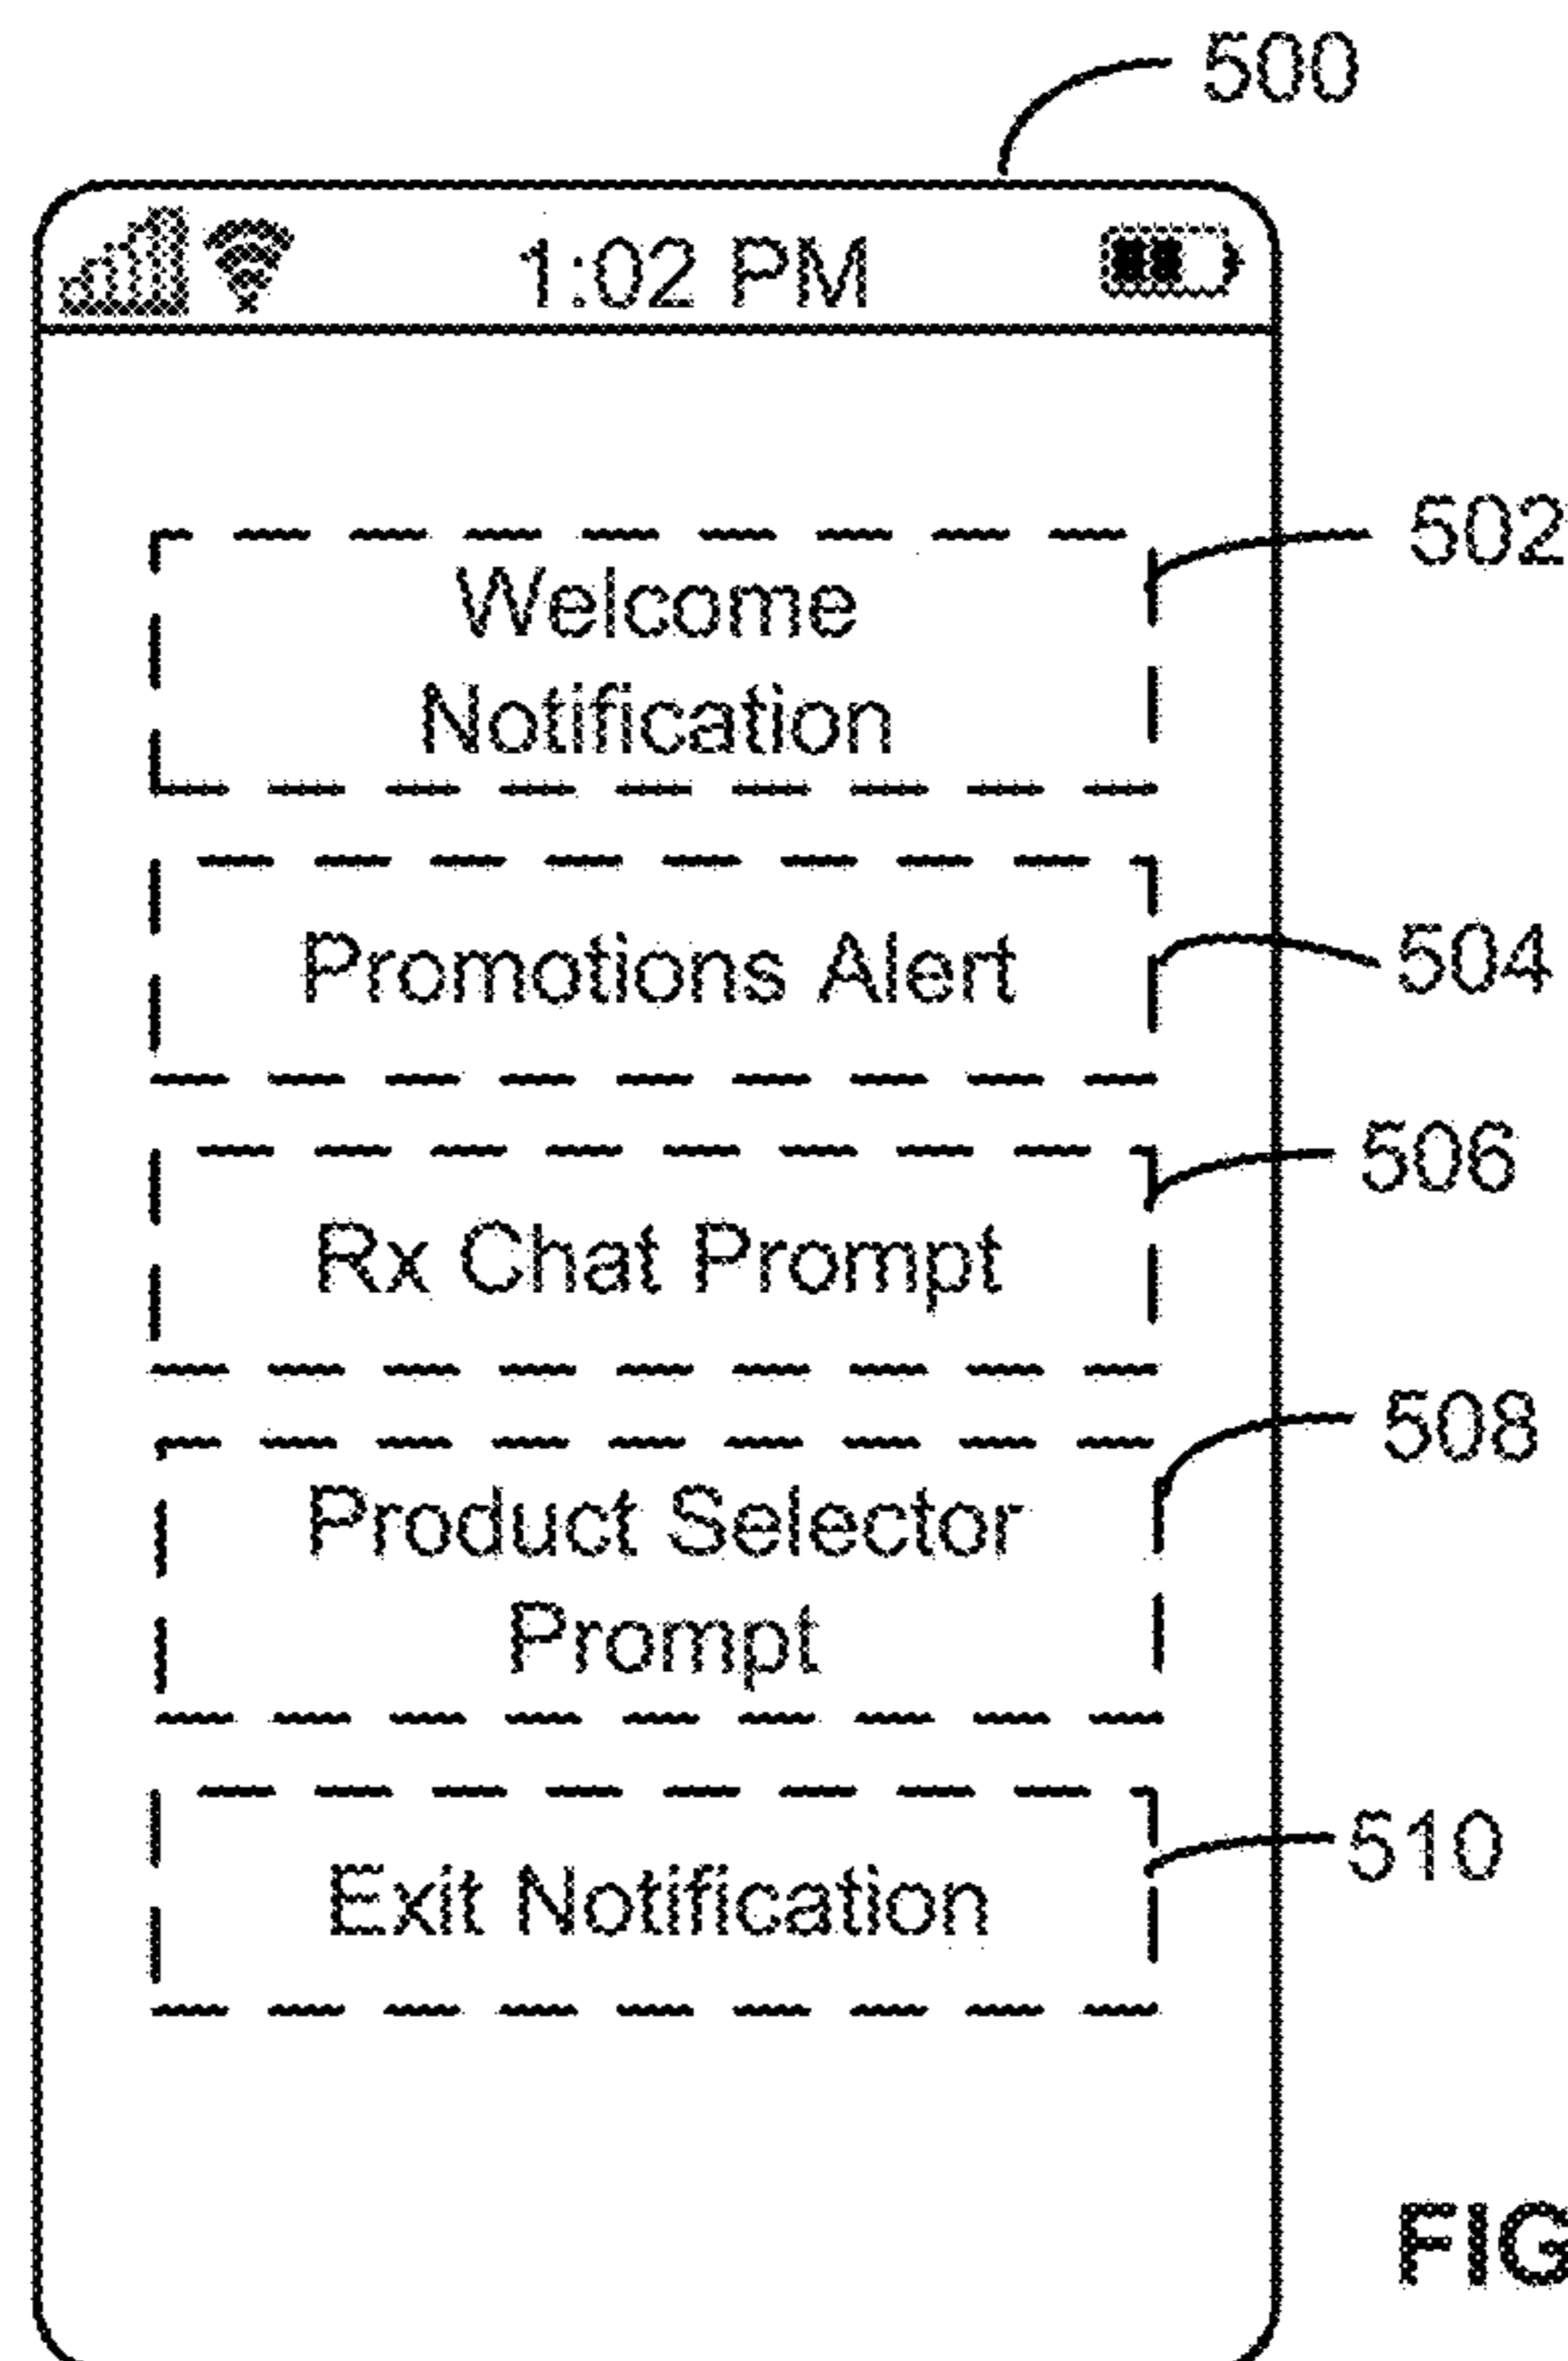 500
1:02 PM
502
Welcome
Notification
Promotions Alert
504
506
Rx Chat Prompt
508
Product Selector
Prompt
510
Exit Notification
FIG